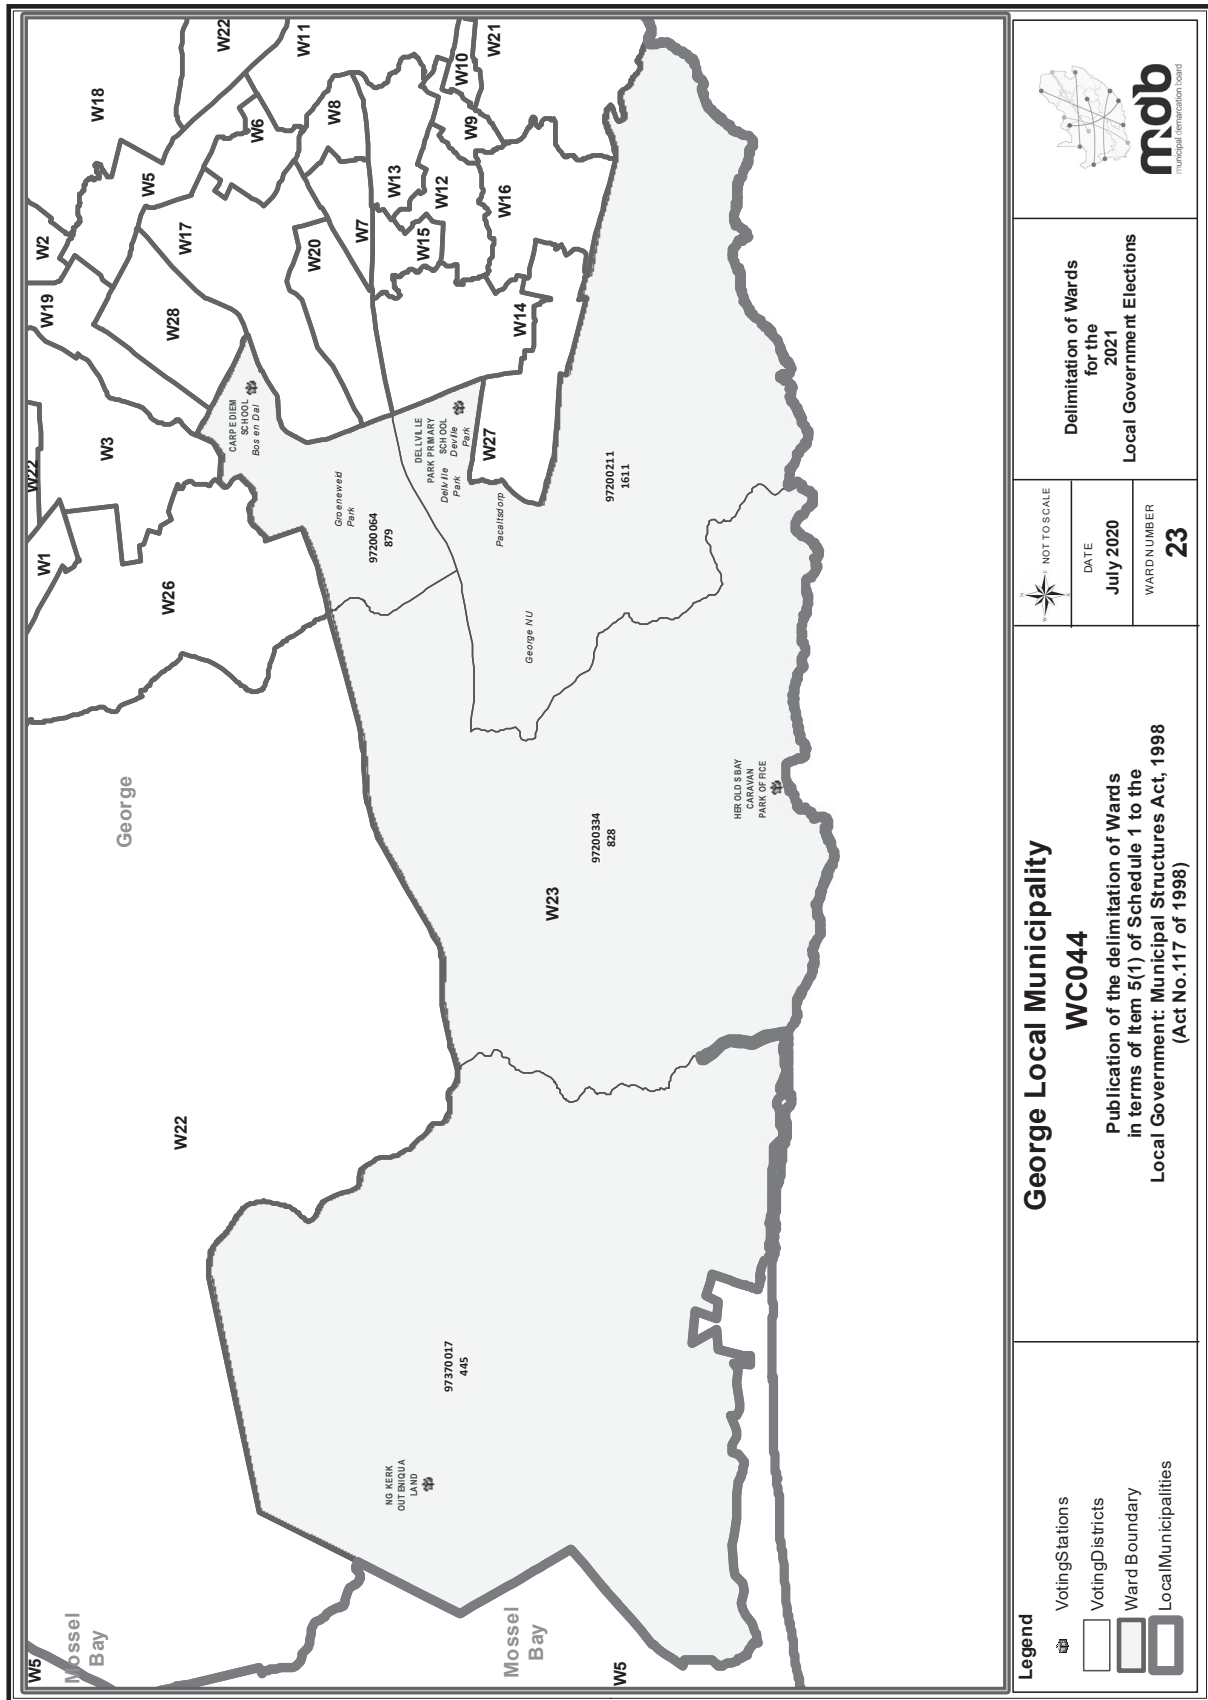 W5
Mossel
Bay
Mossel
Bay
W5
George
W22
W1
W22
W26
W3
W19
W2
W18
W22
W11
W5
W6
W28
W17
W20
W8
W7
W13
W10
W21
W9
W12
W15
W16
W14
W27
W23
CARPE DIEM
SCHOOL
Bos en Dal
Groeneweid
Park
97200064
879
DELLVILLE
PARK PRIMARY
SCHOOL
Dellville
Park
Deville
Park
Pacaltsdorp
97200211
1611
George NU
HEROLDSBAY
CARAVAN
PARK OFFICE
97200334
828
97370017
445
NG KERK
OUTENIQUA
LAND
Legend
VotingStations
VotingDistricts
Ward Boundary
LocalMunicipalities
George Local Municipality
WC044
Publication of the delimitation of Wards
in terms of Item 5(1) of Schedule 1 to the
Local Government: Municipal Structures Act, 1998
(Act No.117 of 1998)
N
E
S
W
NOT TO SCALE
DATE
July 2020
WARD NUMBER
23
Delimitation of Wards
for the
2021
Local Government Elections
mdb
municipal demarcation board